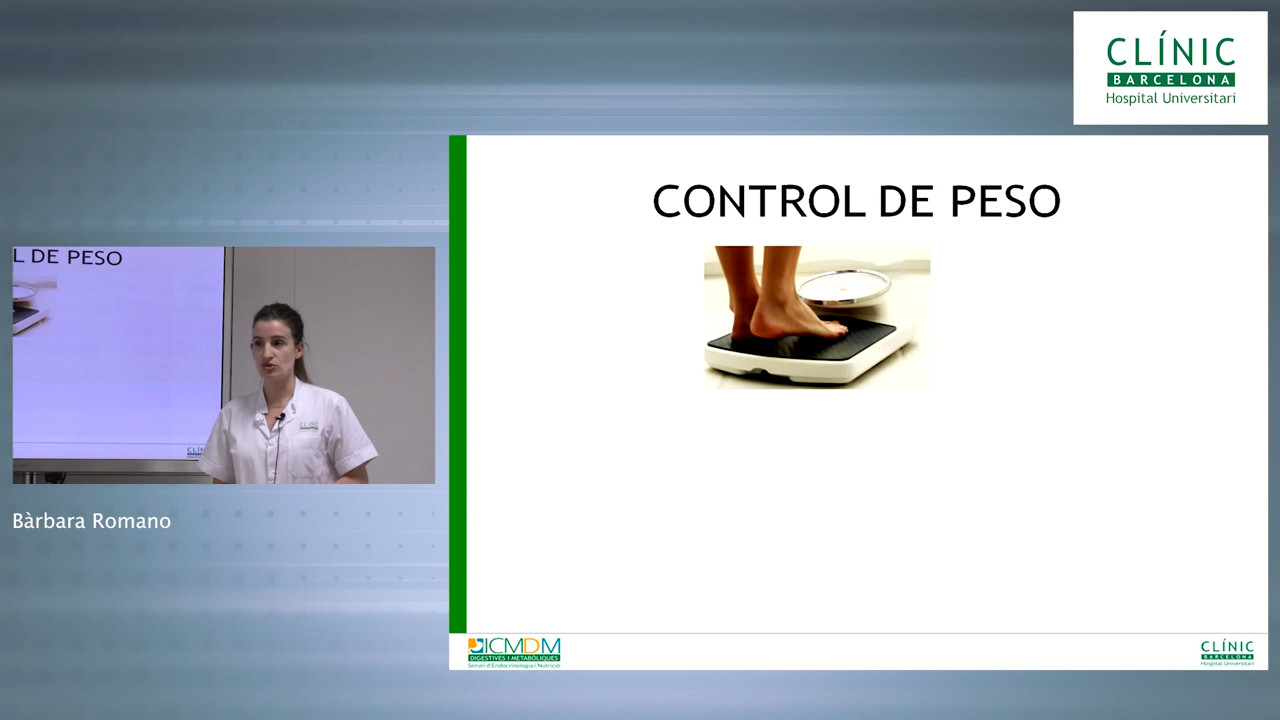 CLÍNIC
BARCELONA
Hospital Universitari
CONTROL DE PESO
L DE PESO
CLÍNIC
Bàrbara Romano
ICMDM
DIGESTIVES I METABÒLIQUES
Servei d'Endocrinologia i Nutrició
CLÍNIC
BARCELONA
Hospital Universitari